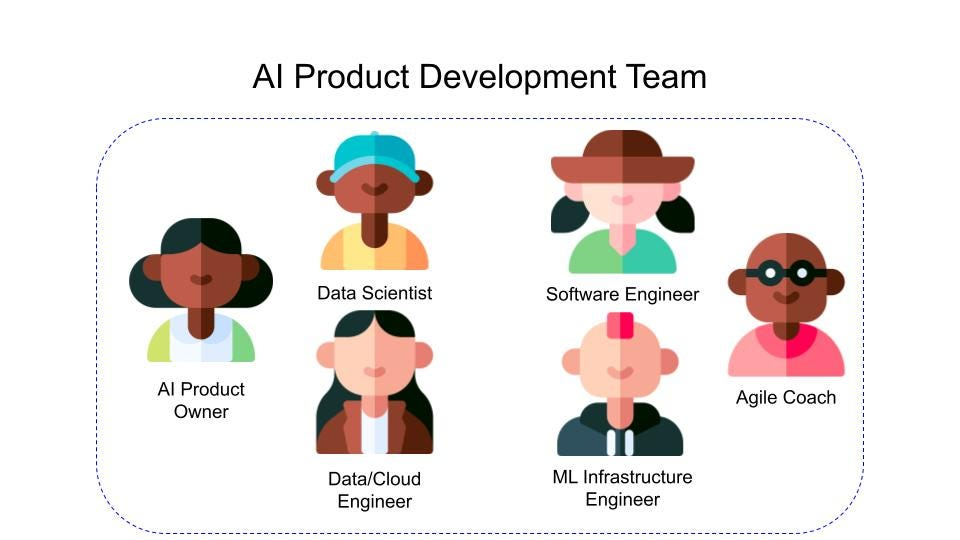 AI Product Development Team
Data Scientist
Software Engineer
AI Product
Owner
Agile Coach
Data/Cloud
Engineer
ML Infrastructure
Engineer